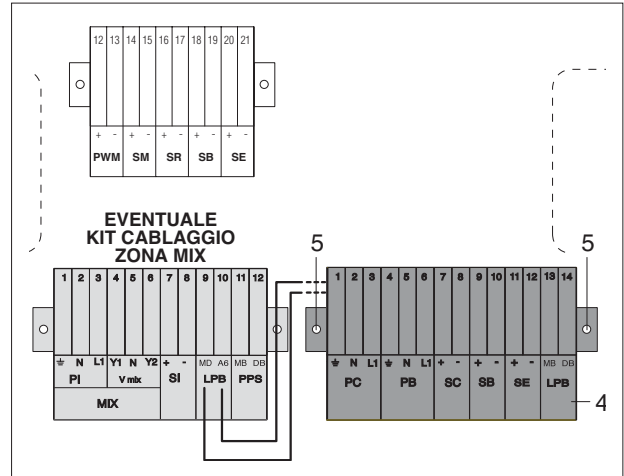 12 13 14 15 16 17 18 19 20 21
+ - + - + - + - + -
PWM SM SR SB SE
EVENTUALE
KIT CABLAGGIO
ZONA MIX
5
5
1 2 3 4 5 6 7 8 9 10 11 12
N L1 Y1 N Y2 + - MD A6 MB DB
PI V mix SI LPB PPS
MIX
1 2 3 4 5 6 7 8 9 10 11 12 13 14
N L1 N L1 + - + - + - MB DB
PC PB SC SB SE LPB
4